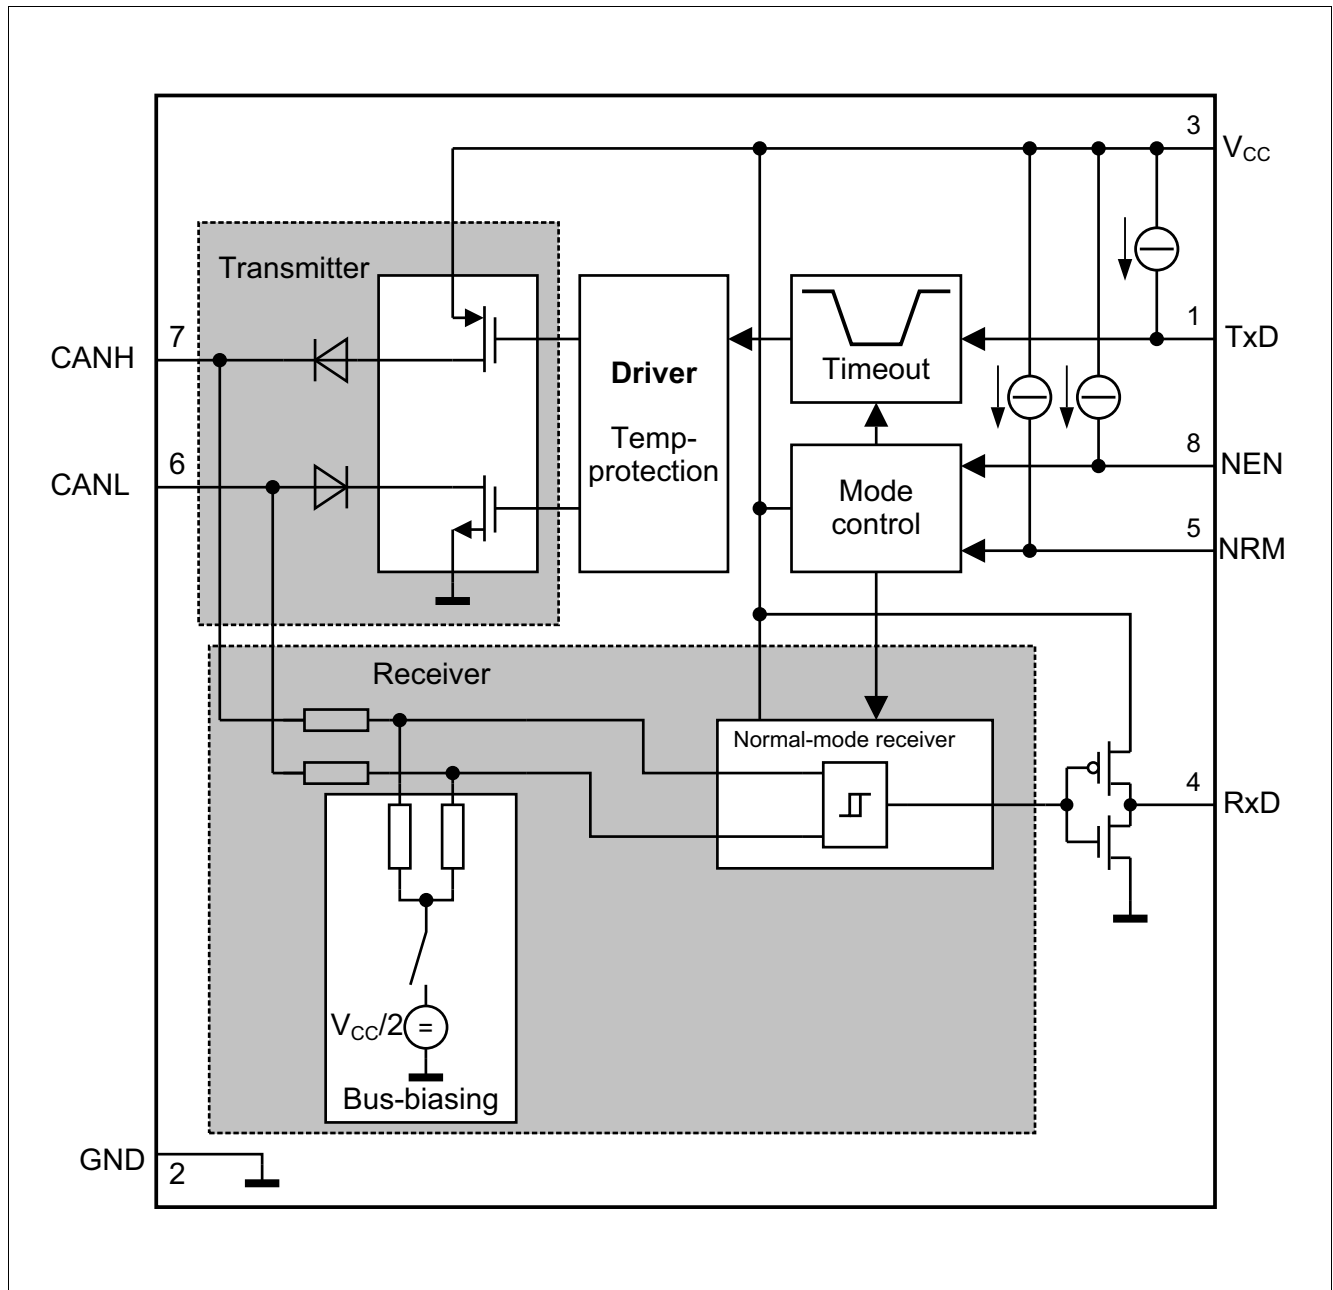 3
VCC
Transmitter
7
CANH
1
TxD
Timeout
Driver
Temp-
protection
6
CANL
8
NEN
Mode
control
5
NRM
Receiver
Normal-mode receiver
4
RxD
VCC/2
=
Bus-biasing
GND
2